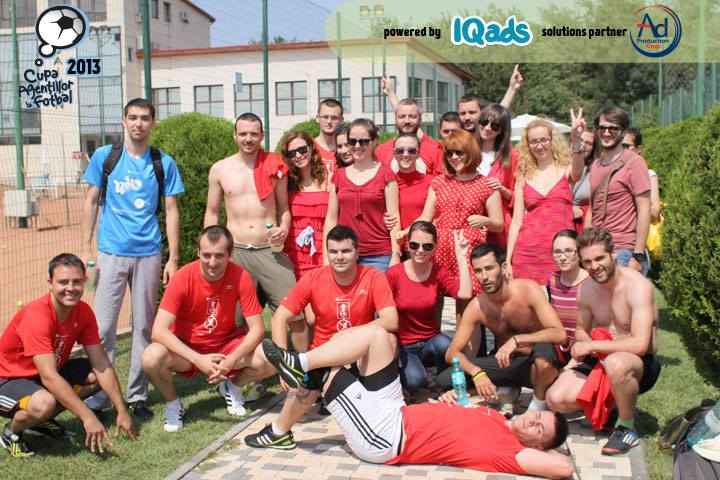 Cupa
Agentiilor
de Fotbal
2013
powered by IQads solutions partner Ad
Production
Grup